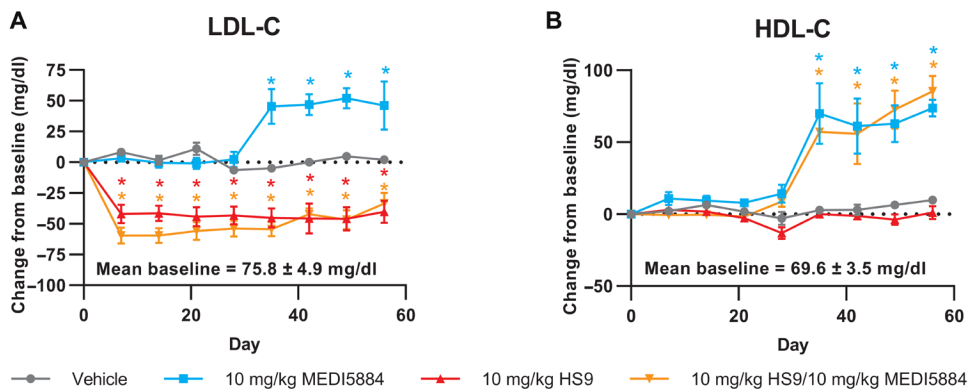 A
LDL-C
Change from baseline (mg/dl)
75
50
25
0
−25
−50
−75
−100
* * * *
* * * * * * * *
* * * * * * * *
Mean baseline = 75.8 ± 4.9 mg/dl
0 20 40 60
Day
B
HDL-C
Change from baseline (mg/dl)
100
50
0
−50
* * * *
* * * *
Mean baseline = 69.6 ± 3.5 mg/dl
0 20 40 60
Day
Vehicle 10 mg/kg MEDI5884 10 mg/kg HS9 10 mg/kg HS9/10 mg/kg MEDI5884